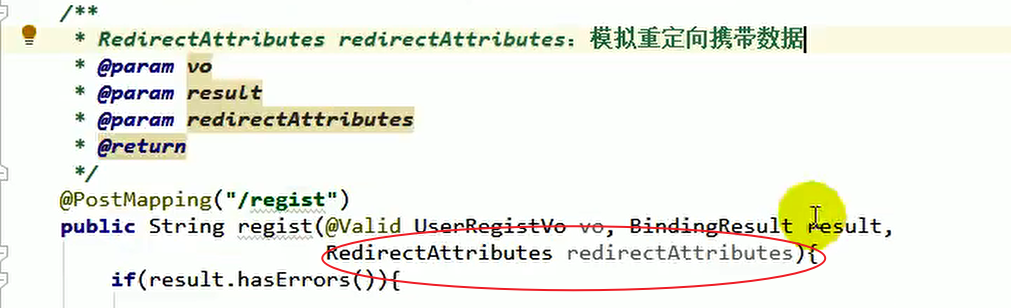 /**
* RedirectAttributes redirectAttributes：模拟重定向携带数据
* @param vo
* @param result
* @param redirectAttributes
* @return
*/
@PostMapping("/regist")
public String regist(@Valid UserRegistVo vo, BindingResult result,
RedirectAttributes redirectAttributes){
if(result.hasErrors()){